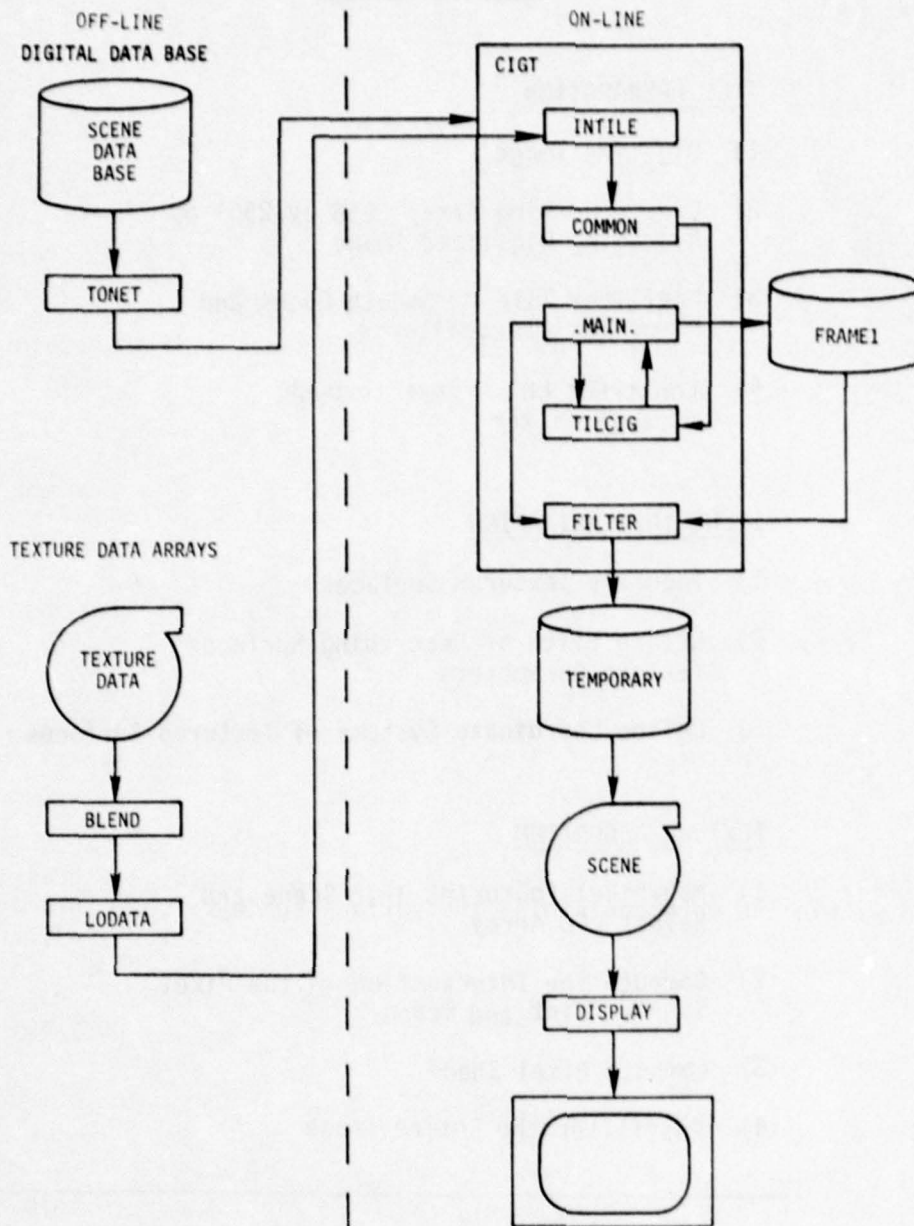 OFF-LINE
DIGITAL DATA BASE
SCENE
DATA
BASE
TONET
TEXTURE DATA ARRAYS
TEXTURE
DATA
BLEND
LODATA
ON-LINE
CIGT
INTILE
COMMON
.MAIN.
TILCIG
FILTER
FRAME1
TEMPORARY
SCENE
DISPLAY